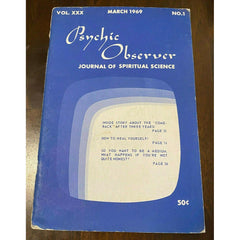 VOL. XXX MARCH 1969 NO.1
Psychic
Observer
JOURNAL OF SPIRITUAL SCIENCE
INSIDE STORY ABOUT THE "COME-
BACK" AFTER THREE YEARS
PAGE
HOW TO HEAL YOURSELF!
PAGE
SO YOU WANT TO BE A MEDIUM.
WHAT HAPPENS IF YOU'RE NOT
QUITE HONEST?
PAGE
50¢